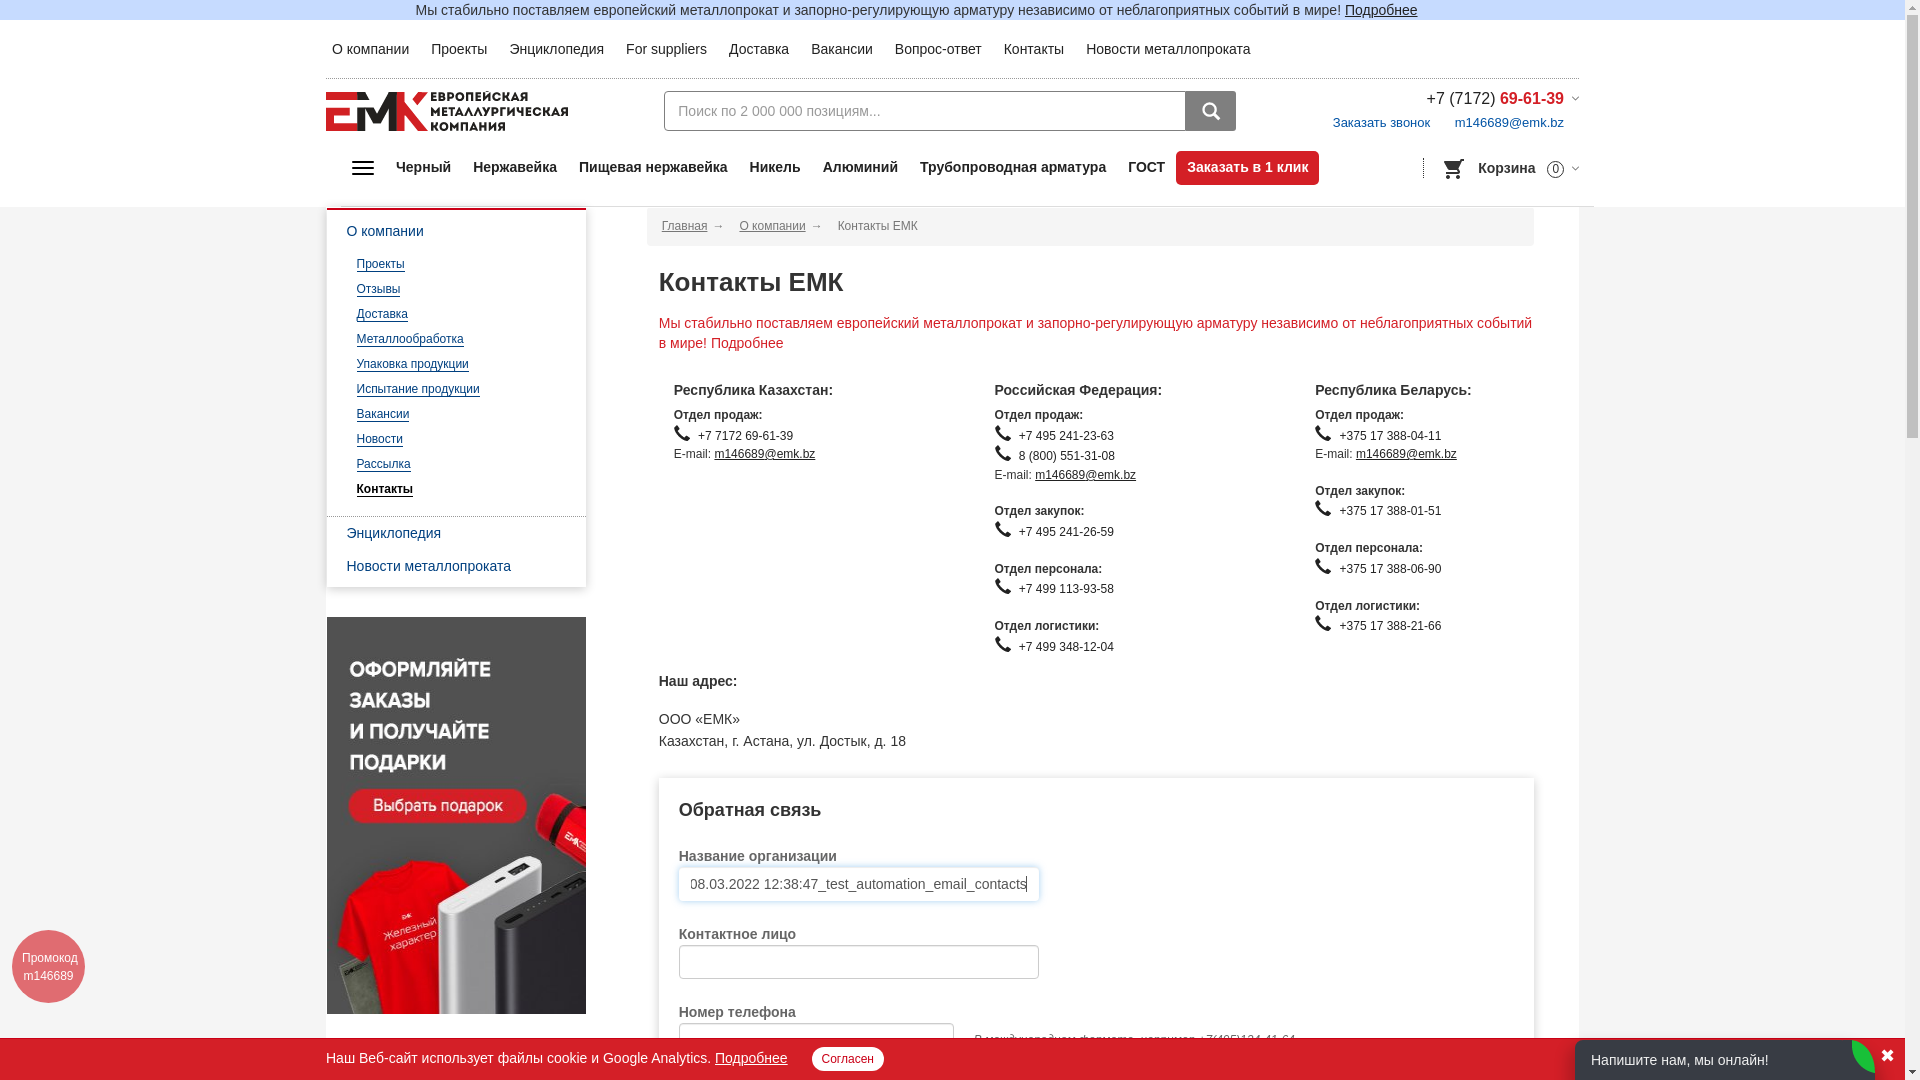 Мы стабильно поставляем европейский металлопрокат и запорно-регулирующую арматуру независимо от неблагоприятных событий в мире! Подробнее
О компании Проекты Энциклопедия For suppliers Доставка Вакансии Вопрос-ответ Контакты Новости металлопроката
ЕМК ЕВРОПЕЙСКАЯ
МЕТАЛЛУРГИЧЕСКАЯ
КОМПАНИЯ
Поиск по 2 000 000 позициям...
+7 (7172) 69-61-39
Заказать звонок m146689@emk.bz
Черный Нержавейка Пищевая нержавейка Никель Алюминий Трубопроводная арматура ГОСТ Заказать в 1 клик
Корзина 0
О компании
Проекты
Отзывы
Доставка
Металлообработка
Упаковка продукции
Испытание продукции
Вакансии
Новости
Рассылка
Контакты
Энциклопедия
Новости металлопроката
ОФОРМЛЯЙТЕ
ЗАКАЗЫ
И ПОЛУЧАЙТЕ
ПОДАРКИ
Выбрать подарок
ЕМК
ЕМК
Железный
характер
Промокод
m146689
Главная → О компании → Контакты ЕМК
Контакты ЕМК
Мы стабильно поставляем европейский металлопрокат и запорно-регулирующую арматуру независимо от неблагоприятных событий
в мире! Подробнее
Республика Казахстан:
Отдел продаж:
+7 7172 69-61-39
E-mail: m146689@emk.bz
Российская Федерация:
Отдел продаж:
+7 495 241-23-63
8 (800) 551-31-08
E-mail: m146689@emk.bz
Отдел закупок:
+7 495 241-26-59
Отдел персонала:
+7 499 113-93-58
Отдел логистики:
+7 499 348-12-04
Республика Беларусь:
Отдел продаж:
+375 17 388-04-11
E-mail: m146689@emk.bz
Отдел закупок:
+375 17 388-01-51
Отдел персонала:
+375 17 388-06-90
Отдел логистики:
+375 17 388-21-66
Наш адрес:
ООО «ЕМК»
Казахстан, г. Астана, ул. Достык, д. 18
Обратная связь
Название организации
08.03.2022 12:38:47_test_automation_email_contacts
Контактное лицо
Номер телефона
Наш Веб-сайт использует файлы cookie и Google Analytics. Подробнее Согласен
Напишите нам, мы онлайн!